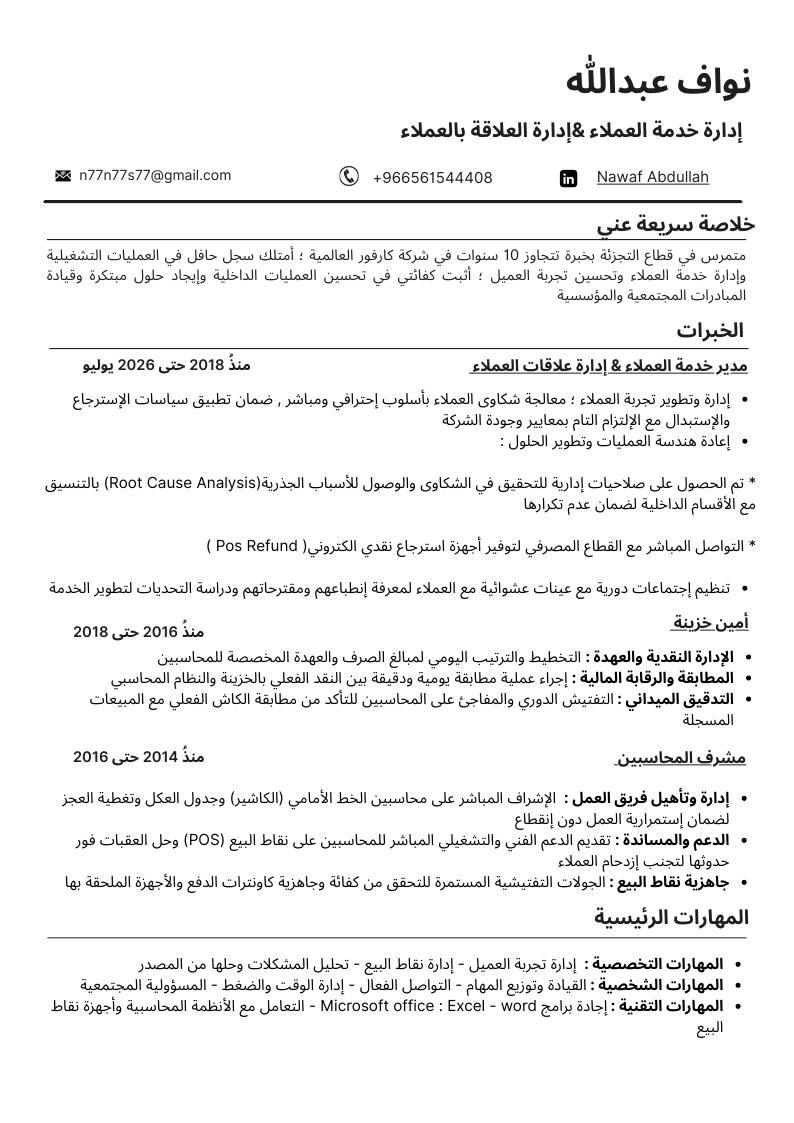 نواف عبدالله
إدارة خدمة العملاء &إدارة العلاقة بالعملاء
n77n77s77@gmail.com +966561544408 Nawaf Abdullah
خلاصة سريعة عني
متمرس في قطاع التجزئة بخبرة تتجاوز 10 سنوات في شركة كارفور العالمية ؛ أمتلك سجل حافل في العمليات التشغيلية
وإدارة خدمة العملاء وتحسين تجربة العميل ؛ أثبت كفائتي في تحسين العمليات الداخلية وإيجاد حلول مبتكرة وقيادة
المبادرات المجتمعية والمؤسسية
الخبرات
مدير خدمة العملاء & إدارة علاقات العملاء منذُ 2018 حتى 2026 يوليو
• إدارة وتطوير تجربة العملاء ؛ معالجة شكاوى العملاء بأسلوب إحترافي ومباشر , ضمان تطبيق سياسات الإسترجاع
والإستبدال مع الإلتزام التام بمعايير وجودة الشركة
• إعادة هندسة العمليات وتطوير الحلول :
* تم الحصول على صلاحيات إدارية للتحقيق في الشكاوى والوصول للأسباب الجذرية(Root Cause Analysis) بالتنسيق
مع الأقسام الداخلية لضمان عدم تكرارها
* التواصل المباشر مع القطاع المصرفي لتوفير أجهزة استرجاع نقدي الكتروني( Pos Refund )
• تنظيم إجتماعات دورية مع عينات عشوائية مع العملاء لمعرفة إنطباعهم ومقترحاتهم ودراسة التحديات لتطوير الخدمة
أمين خزينة منذُ 2016 حتى 2018
• الإدارة النقدية والعهدة : التخطيط والترتيب اليومي لمبالغ الصرف والعهدة المخصصة للمحاسبين
• المطابقة والرقابة المالية : إجراء عملية مطابقة يومية ودقيقة بين النقد الفعلي بالخزينة والنظام المحاسبي
• التدقيق الميداني : التفتيش الدوري والمفاجئ على المحاسبين للتأكد من مطابقة الكاش الفعلي مع المبيعات
المسجلة
مشرف المحاسبين منذُ 2014 حتى 2016
• إدارة وتأهيل فريق العمل : الإشراف المباشر على محاسبين الخط الأمامي (الكاشير) وجدول العكل وتغطية العجز
لضمان إستمرارية العمل دون إنقطاع
• الدعم والمساندة : تقديم الدعم الفني والتشغيلي المباشر للمحاسبين على نقاط البيع (POS) وحل العقبات فور
حدوثها لتجنب إزدحام العملاء
• جاهزية نقاط البيع : الجولات التفتيشية المستمرة للتحقق من كفائة وجاهزية كاونترات الدفع والأجهزة الملحقة بها
المهارات الرئيسية
• المهارات التخصصية : إدارة تجربة العميل - إدارة نقاط البيع - تحليل المشكلات وحلها من المصدر
• المهارات الشخصية : القيادة وتوزيع المهام - التواصل الفعال - إدارة الوقت والضغط - المسؤولية المجتمعية
• المهارات التقنية : إجادة برامج Microsoft office : Excel - word - التعامل مع الأنظمة المحاسبية وأجهزة نقاط
البيع